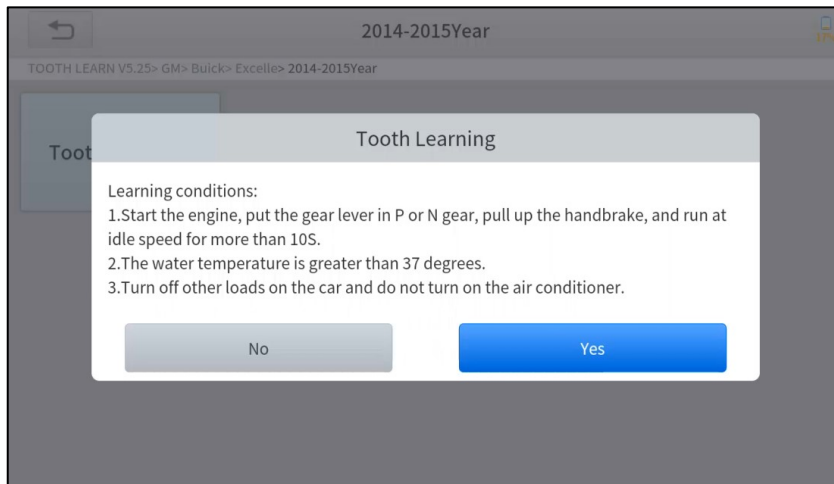 2014-2015Year
TOOTH LEARN V5.25> GM> Buick> Excelle> 2014-2015Year
Toot
Tooth Learning
Learning conditions:
1.Start the engine, put the gear lever in P or N gear, pull up the handbrake, and run at
idle speed for more than 10S.
2.The water temperature is greater than 37 degrees.
3.Turn off other loads on the car and do not turn on the air conditioner.
No
Yes